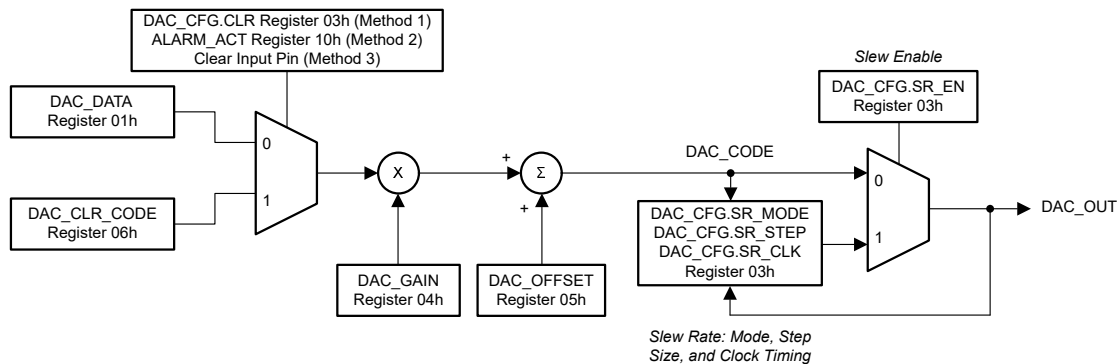 DAC_CFG.CLR Register 03h (Method 1)
ALARM_ACT Register 10h (Method 2)
Clear Input Pin (Method 3)
Slew Enable
DAC_CFG.SR_EN
Register 03h
DAC_DATA
Register 01h
0
1
DAC_CLR_CODE
Register 06h
X
+
Σ
+
DAC_GAIN
Register 04h
DAC_OFFSET
Register 05h
DAC_CODE
0
1
DAC_CFG.SR_MODE
DAC_CFG.SR_STEP
DAC_CFG.SR_CLK
Register 03h
DAC_OUT
Slew Rate: Mode, Step
Size, and Clock Timing